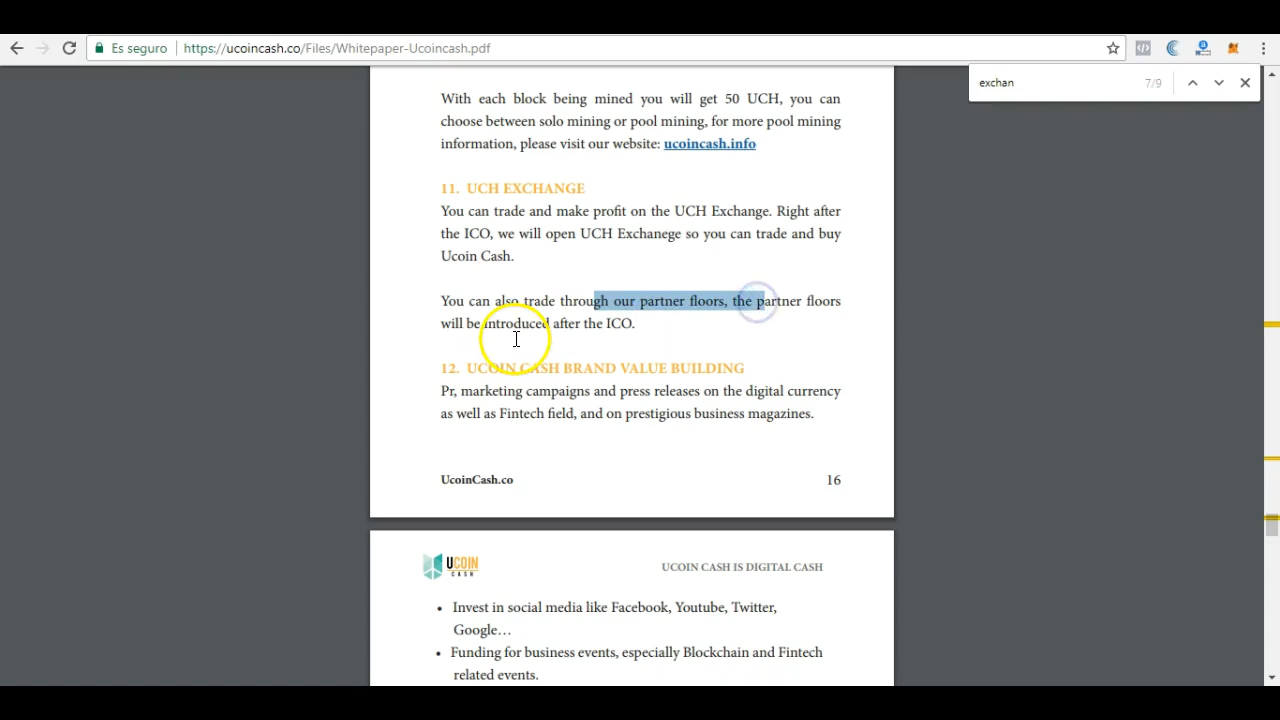 Es seguro
https://ucoincash.co/Files/Whitepaper-Ucoincash.pdf
exchan
7/9
With each block being mined you will get 50 UCH, you can
choose between solo mining or pool mining, for more pool mining
information, please visit our website: ucoincash.info
11. UCH EXCHANGE
You can trade and make profit on the UCH Exchange. Right after
the ICO, we will open UCH Exchanege so you can trade and buy
Ucoin Cash.
You can also trade through our partner floors, the partner floors
will be introduced after the ICO.
12. UCOIN CASH BRAND VALUE BUILDING
Pr, marketing campaigns and press releases on the digital currency
as well as Fintech field, and on prestigious business magazines.
UcoinCash.co
16
UCOIN
CASH
UCOIN CASH IS DIGITAL CASH
• Invest in social media like Facebook, Youtube, Twitter,
Google…
• Funding for business events, especially Blockchain and Fintech
related events.